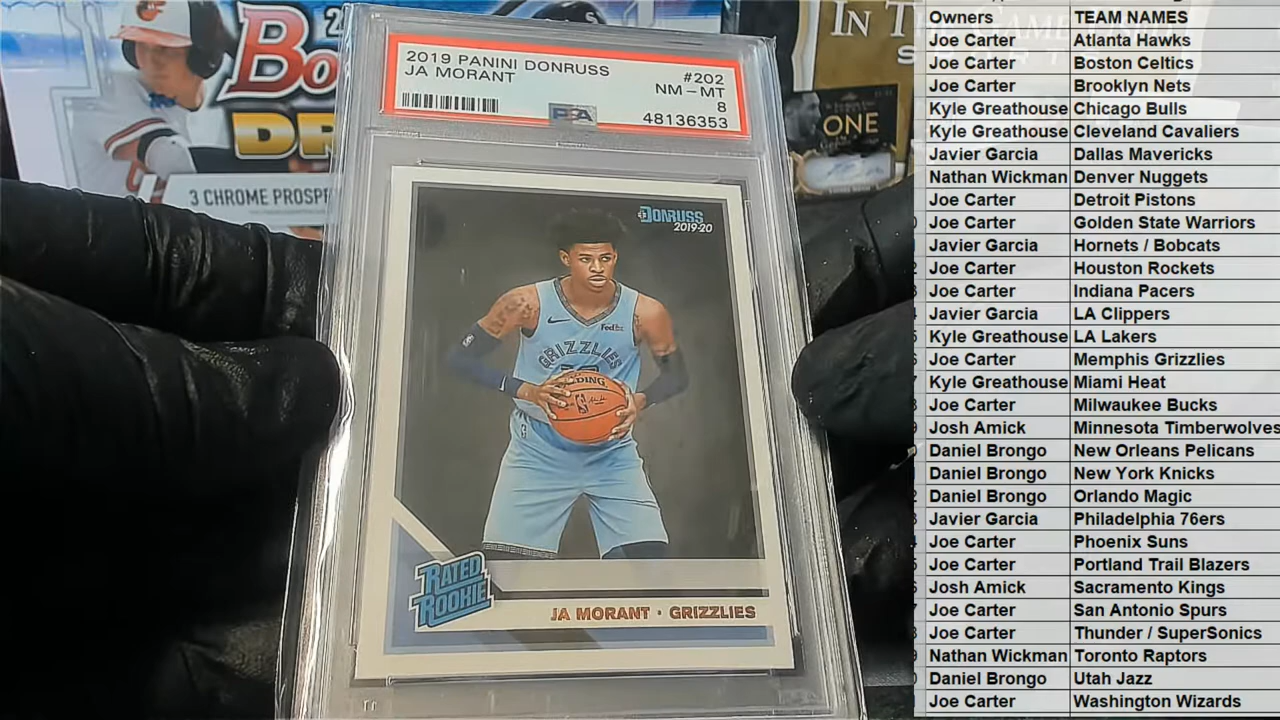 2019 PANINI DONRUSS #202
JA MORANT NM-MT
8
PSA 48136353
DONRUSS
2019-20
FedEx
GRIZZLIES
SPALDING
RATED
ROOKIE
JA MORANT • GRIZZLIES
Bo
DR
3 CHROME PROSP
IN TH
ONE
Owners TEAM NAMES
Joe Carter Atlanta Hawks
Joe Carter Boston Celtics
Joe Carter Brooklyn Nets
Kyle Greathouse Chicago Bulls
Kyle Greathouse Cleveland Cavaliers
Javier Garcia Dallas Mavericks
Nathan Wickman Denver Nuggets
Joe Carter Detroit Pistons
Joe Carter Golden State Warriors
Javier Garcia Hornets / Bobcats
Joe Carter Houston Rockets
Joe Carter Indiana Pacers
Javier Garcia LA Clippers
Kyle Greathouse LA Lakers
Joe Carter Memphis Grizzlies
Kyle Greathouse Miami Heat
Joe Carter Milwaukee Bucks
Josh Amick Minnesota Timberwolves
Daniel Brongo New Orleans Pelicans
Daniel Brongo New York Knicks
Daniel Brongo Orlando Magic
Javier Garcia Philadelphia 76ers
Joe Carter Phoenix Suns
Joe Carter Portland Trail Blazers
Josh Amick Sacramento Kings
Joe Carter San Antonio Spurs
Joe Carter Thunder / SuperSonics
Nathan Wickman Toronto Raptors
Daniel Brongo Utah Jazz
Joe Carter Washington Wizards